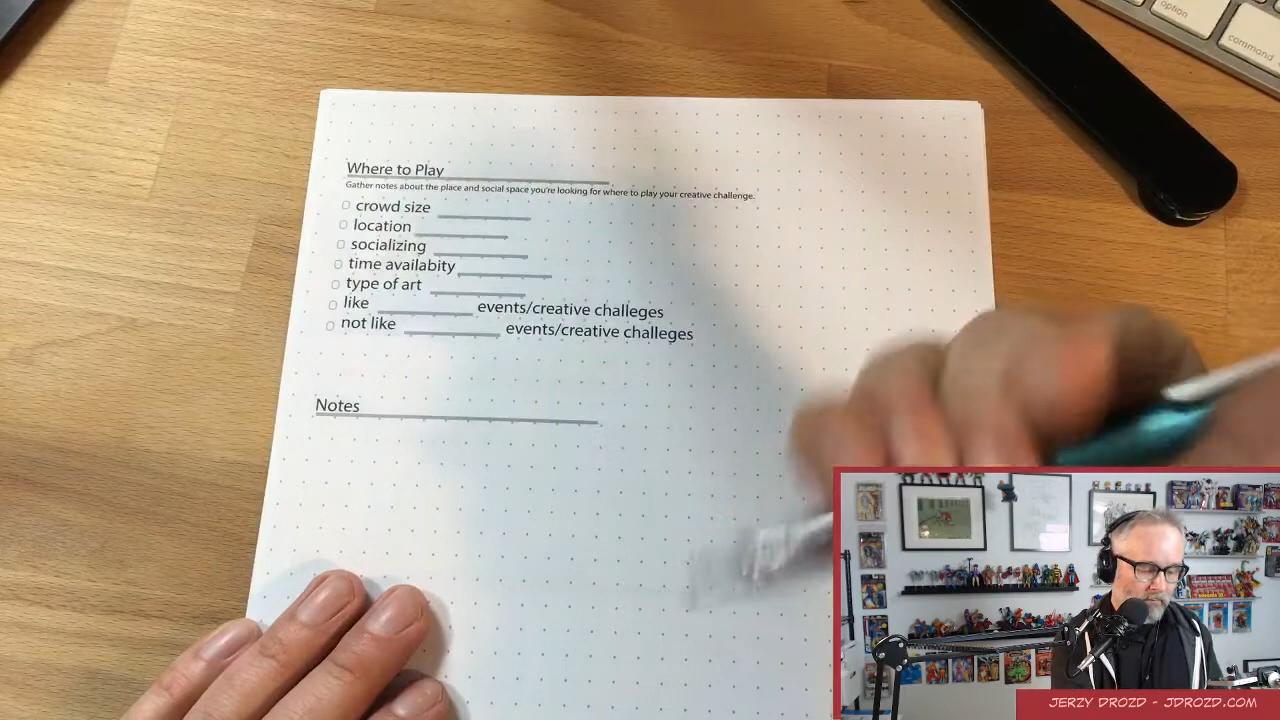 option
command
Where to Play
Gather notes about the place and social space you're looking for where to play your creative challenge.
crowd size
location
socializing
time availabity
type of art
like events/creative challeges
not like events/creative challeges
Notes
JERZY DROZD - JDROZD.COM